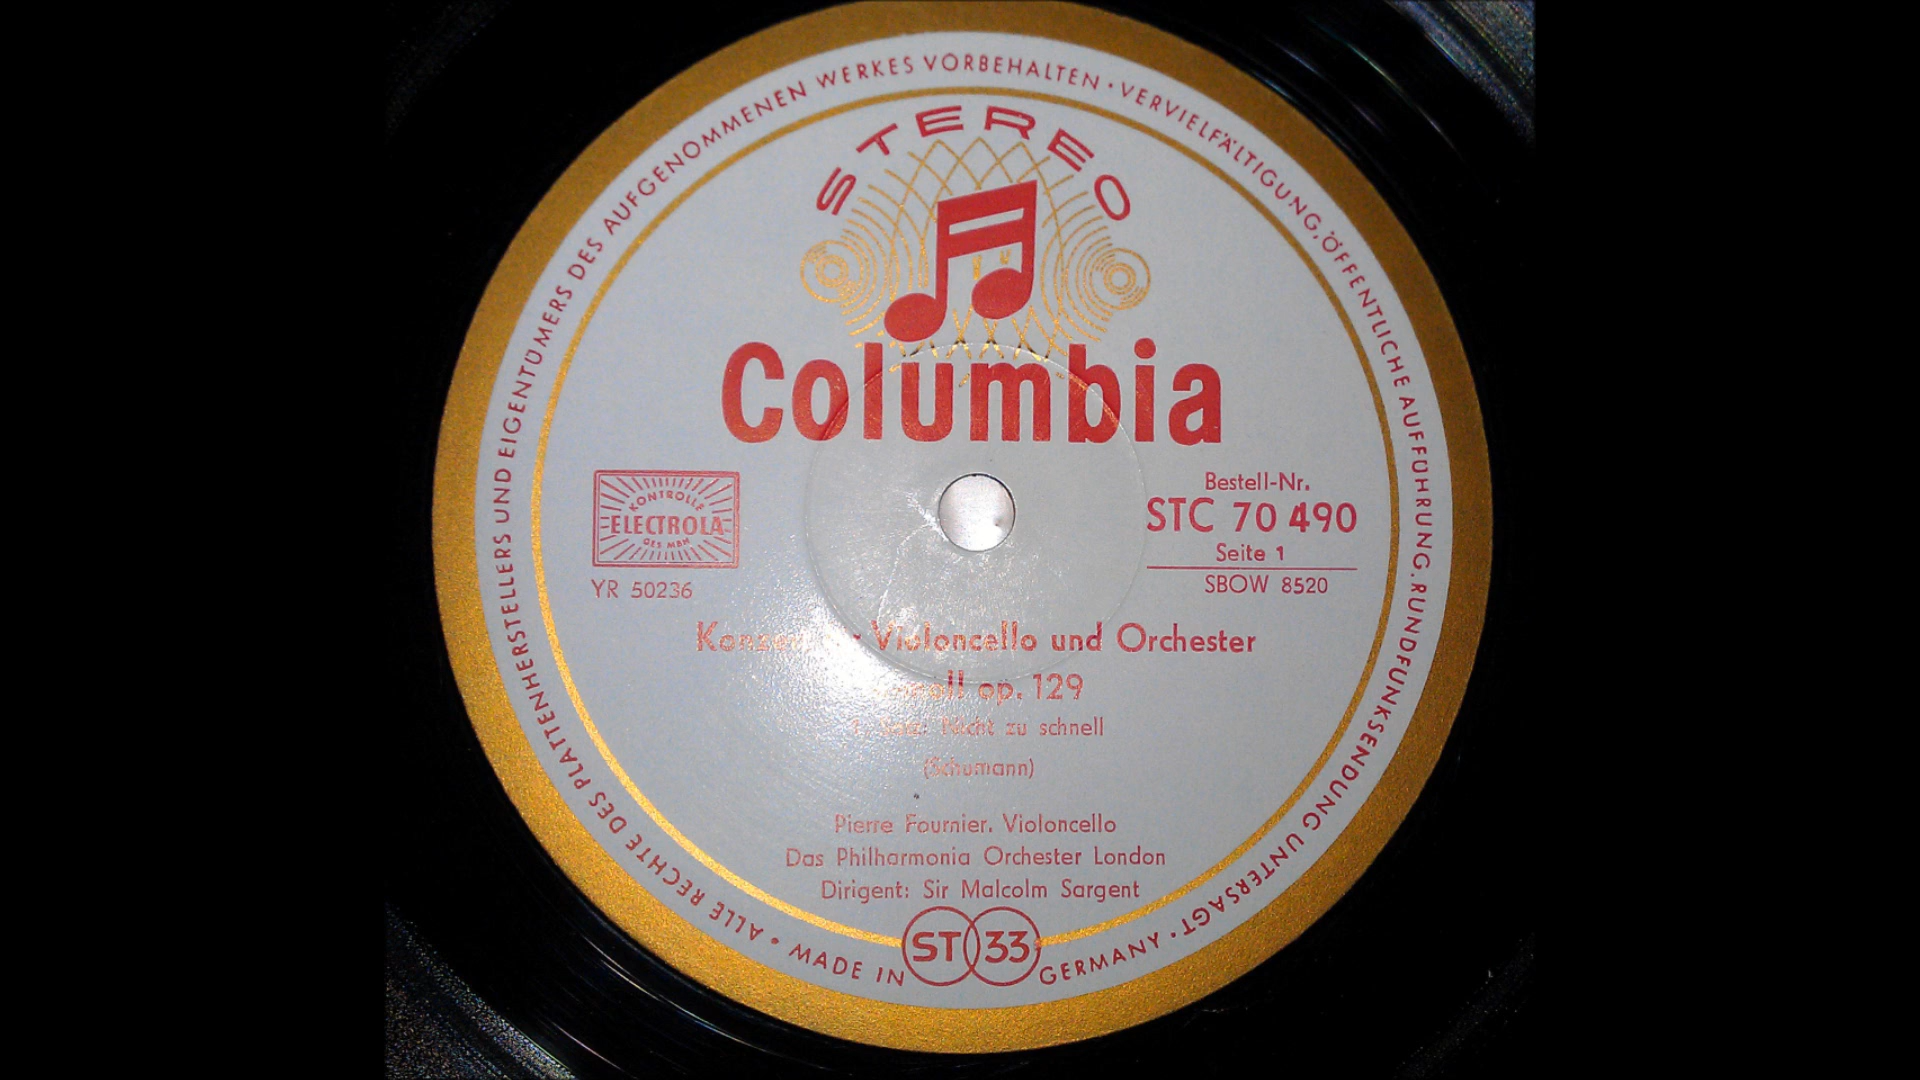 ALLE RECHTE DES PLATTENHERSTELLERS UND EIGENTÜMERS DES AUFGENOMMENEN WERKES VORBEHALTEN · VERVIELFÄLTIGUNG, ÖFFENTLICHE AUFFÜHRUNG, RUNDFUNKSENDUNG UNTERSAGT ·
STEREO
Columbia
KONTROLLE
ELECTROLA
GES MBH
YR 50236
Bestell-Nr.
STC 70 490
Seite 1
SBOW 8520
Violoncello und Orchester
op. 129
Nicht zu schnell
(Schumann)
Pierre Fournier, Violoncello
Das Philharmonia Orchester London
Dirigent: Sir Malcolm Sargent
ST 33
MADE IN GERMANY